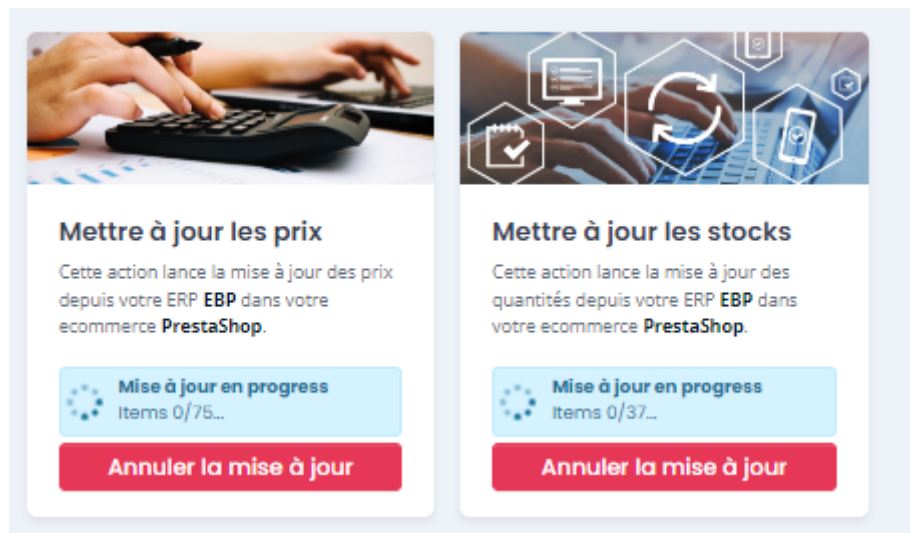 Mettre à jour les prix
Cette action lance la mise à jour des prix
depuis votre ERP EBP dans votre
ecommerce PrestaShop.
Mise à jour en progress
Items 0/75...
Annuler la mise à jour
Mettre à jour les stocks
Cette action lance la mise à jour des
quantités depuis votre ERP EBP dans
votre ecommerce PrestaShop.
Mise à jour en progress
Items 0/37...
Annuler la mise à jour